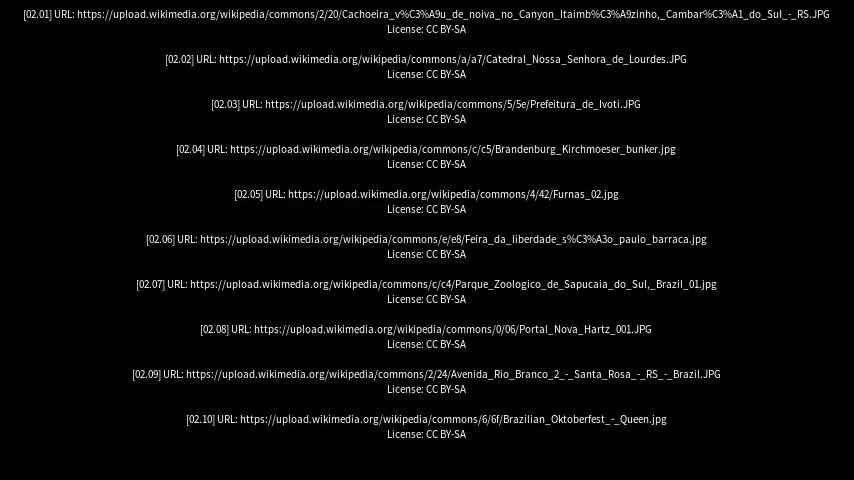 [02.01] URL: https://upload.wikimedia.org/wikipedia/commons/2/20/Cachoeira_v%C3%A9u_de_noiva_no_Canyon_Itaimb%C3%A9zinho,_Cambar%C3%A1_do_Sul_-_RS.JPG
License: CC BY-SA
[02.02] URL: https://upload.wikimedia.org/wikipedia/commons/a/a7/Catedral_Nossa_Senhora_de_Lourdes.JPG
License: CC BY-SA
[02.03] URL: https://upload.wikimedia.org/wikipedia/commons/5/5e/Prefeitura_de_Ivoti.JPG
License: CC BY-SA
[02.04] URL: https://upload.wikimedia.org/wikipedia/commons/c/c5/Brandenburg_Kirchmoeser_bunker.jpg
License: CC BY-SA
[02.05] URL: https://upload.wikimedia.org/wikipedia/commons/4/42/Furnas_02.jpg
License: CC BY-SA
[02.06] URL: https://upload.wikimedia.org/wikipedia/commons/e/e8/Feira_da_liberdade_s%C3%A3o_paulo_barraca.jpg
License: CC BY-SA
[02.07] URL: https://upload.wikimedia.org/wikipedia/commons/c/c4/Parque_Zoologico_de_Sapucaia_do_Sul,_Brazil_01.jpg
License: CC BY-SA
[02.08] URL: https://upload.wikimedia.org/wikipedia/commons/0/06/Portal_Nova_Hartz_001.JPG
License: CC BY-SA
[02.09] URL: https://upload.wikimedia.org/wikipedia/commons/2/24/Avenida_Rio_Branco_2_-_Santa_Rosa_-_RS_-_Brazil.JPG
License: CC BY-SA
[02.10] URL: https://upload.wikimedia.org/wikipedia/commons/6/6f/Brazilian_Oktoberfest_-_Queen.jpg
License: CC BY-SA